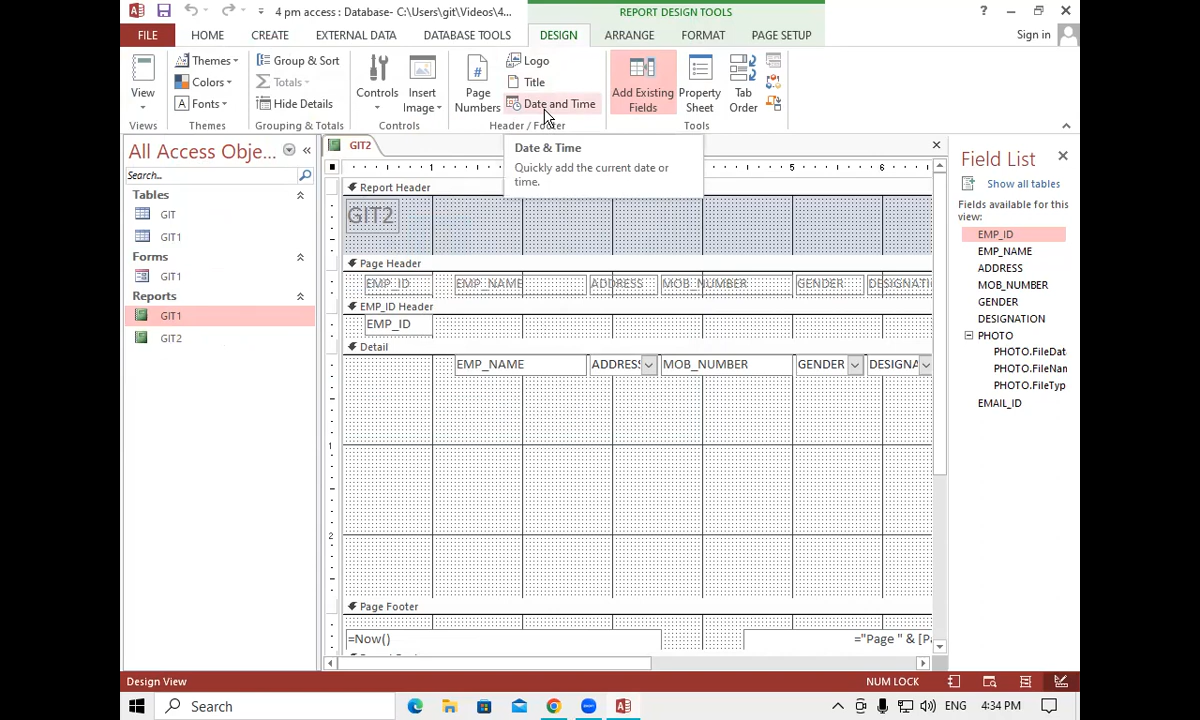 4 pm access : Database- C:\Users\git\Videos\4...
REPORT DESIGN TOOLS
?
FILE
HOME
CREATE
EXTERNAL DATA
DATABASE TOOLS
DESIGN
ARRANGE
FORMAT
PAGE SETUP
Sign in
View
Views
Themes
Colors
Fonts
Themes
Group & Sort
Totals
Hide Details
Grouping & Totals
Controls
Insert
Image
Controls
Page
Numbers
Logo
Title
Date and Time
Header / Footer
Add Existing
Fields
Property
Sheet
Tab
Order
Tools
Date & Time
Quickly add the current date or
time.
All Access Obje...
Search...
Tables
GIT
GIT1
Forms
GIT1
Reports
GIT1
GIT2
GIT2
1
5
6
Report Header
GIT2
Page Header
EMP_ID
EMP_NAME
ADDRESS
MOB_NUMBER
GENDER
DESIGNATI
EMP_ID Header
EMP_ID
Detail
EMP_NAME
ADDRESS
MOB_NUMBER
GENDER
DESIGNA
1
2
Page Footer
=Now()
="Page " & [Pa
Field List
Show all tables
Fields available for this
view:
EMP_ID
EMP_NAME
ADDRESS
MOB_NUMBER
GENDER
DESIGNATION
PHOTO
PHOTO.FileDat
PHOTO.FileNan
PHOTO.FileTyp
EMAIL_ID
Design View
NUM LOCK
Search
ENG
4:34 PM